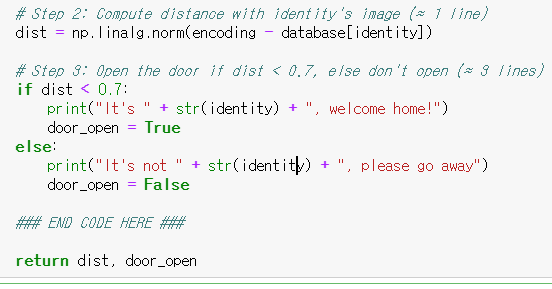 # Step 2: Compute distance with identity's image (≈ 1 line)
dist = np.linalg.norm(encoding - database[identity])
# Step 3: Open the door if dist < 0.7, else don't open (≈ 3 lines)
if dist < 0.7:
    print("It's " + str(identity) + ", welcome home!")
    door_open = True
else:
    print("It's not " + str(identity) + ", please go away")
    door_open = False
### END CODE HERE ###
return dist, door_open